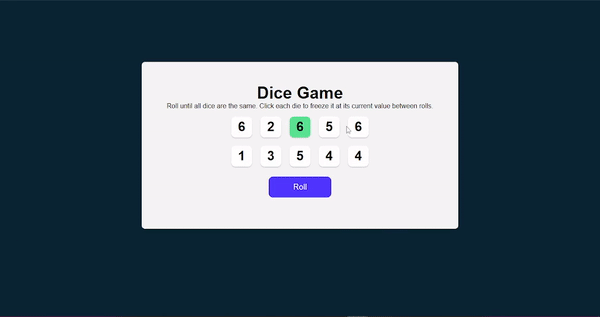 Dice Game
Roll until all dice are the same. Click each die to freeze it at its current value between rolls.
6 2 6 5 6
1 3 5 4 4
Roll